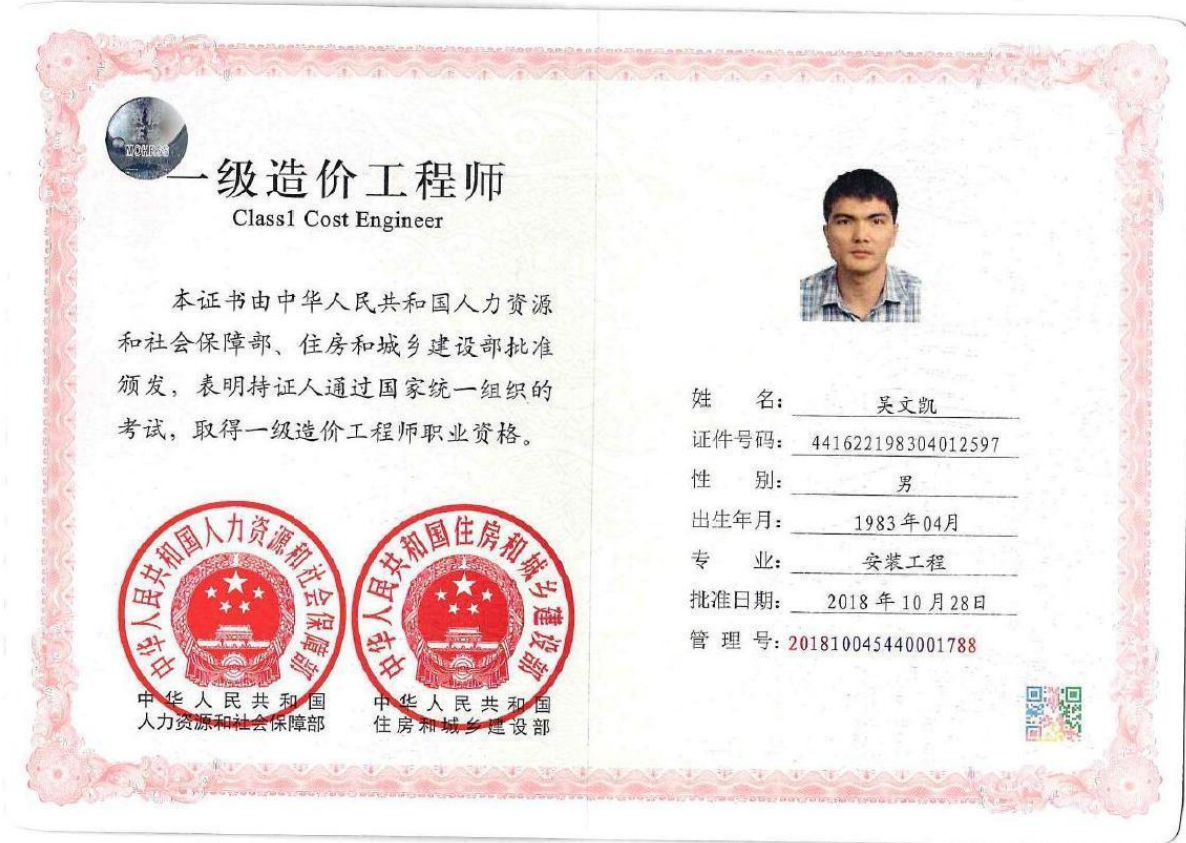 MOHRSS
一级造价工程师
Class1 Cost Engineer
本证书由中华人民共和国人力资源
和社会保障部、住房和城乡建设部批准
颁发，表明持证人通过国家统一组织的
考试，取得一级造价工程师职业资格。
中华人民共和国人力资源和社会保障部
中华人民共和国
人力资源和社会保障部
中华人民共和国住房和城乡建设部
中华人民共和国
住房和城乡建设部
姓 名： 吴文凯
证件号码： 441622198304012597
性 别： 男
出生年月： 1983年04月
专 业： 安装工程
批准日期： 2018年10月28日
管 理 号：201810045440001788